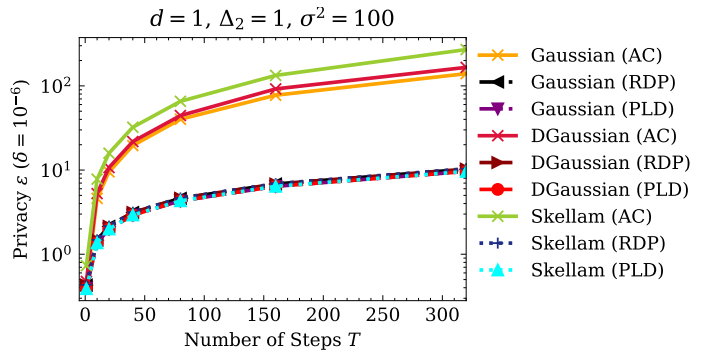 d = 1, Δ₂ = 1, σ² = 100
Privacy ε (δ = 10⁻⁶)
10²
10¹
10⁰
0 50 100 150 200 250 300
Number of Steps T
Gaussian (AC)
Gaussian (RDP)
Gaussian (PLD)
DGaussian (AC)
DGaussian (RDP)
DGaussian (PLD)
Skellam (AC)
Skellam (RDP)
Skellam (PLD)